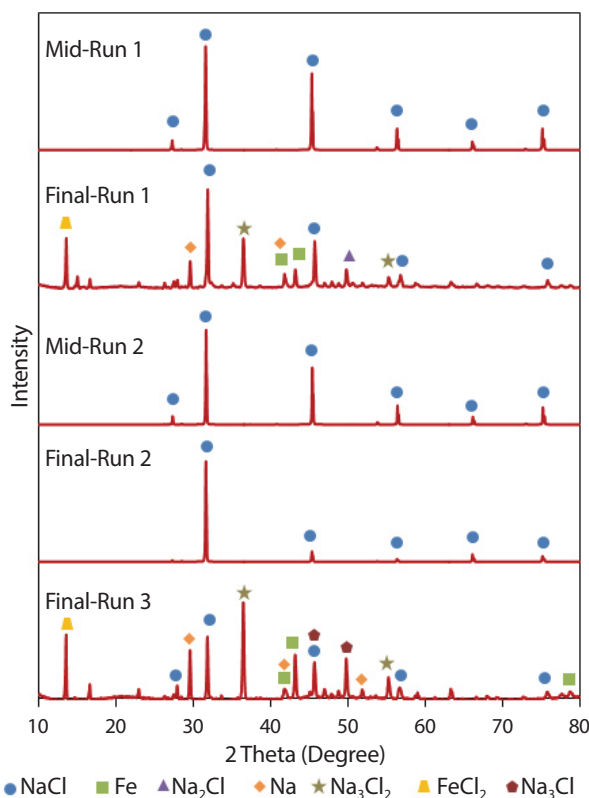 Mid-Run 1
Final-Run 1
Mid-Run 2
Final-Run 2
Final-Run 3
Intensity
10 20 30 40 50 60 70 80
2 Theta (Degree)
NaCl Fe Na₂Cl Na Na₃Cl₂ FeCl₂ Na₃Cl